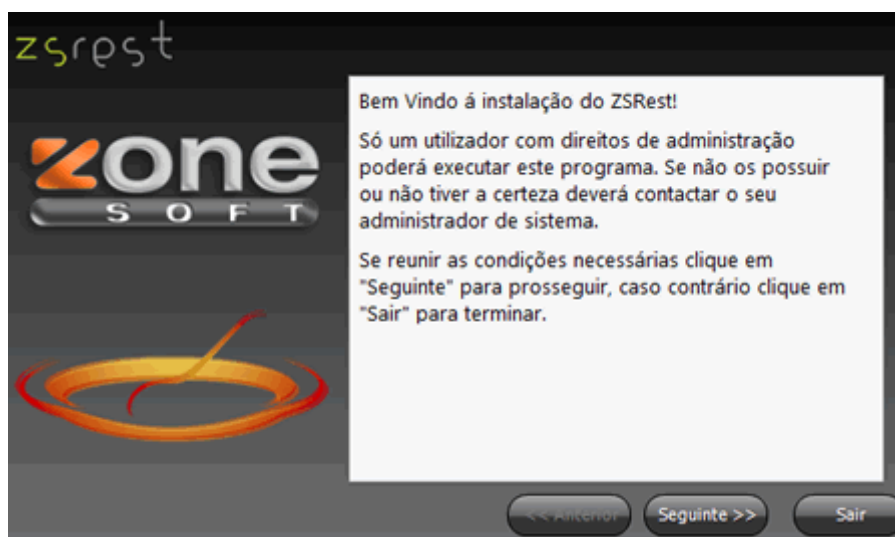 zsrest
Bem Vindo á instalação do ZSRest!
zone
SOFT
Só um utilizador com direitos de administração
poderá executar este programa. Se não os possuir
ou não tiver a certeza deverá contactar o seu
administrador de sistema.
Se reunir as condições necessárias clique em
"Seguinte" para prosseguir, caso contrário clique em
"Sair" para terminar.
<< Anterior
Seguinte >>
Sair